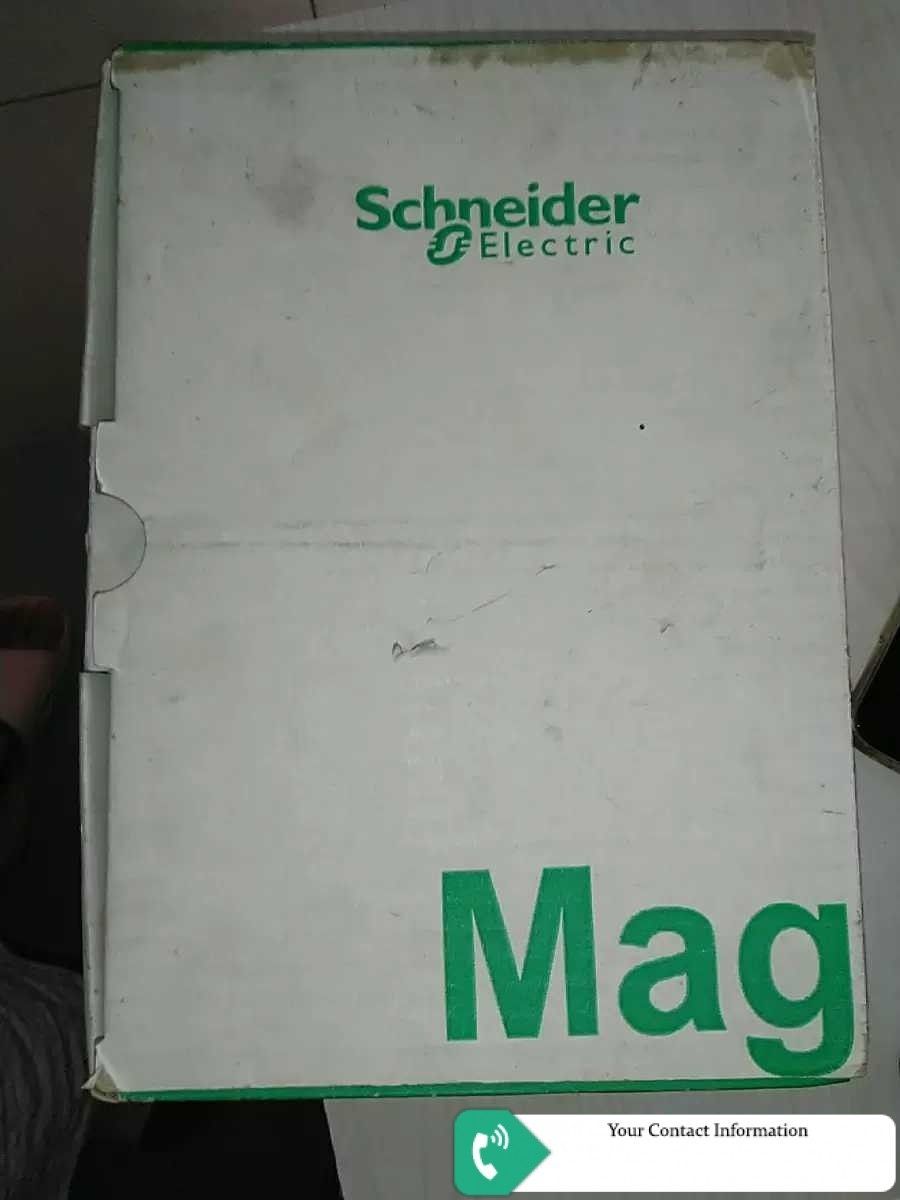 Schneider
Electric
Mag
Your Contact Information